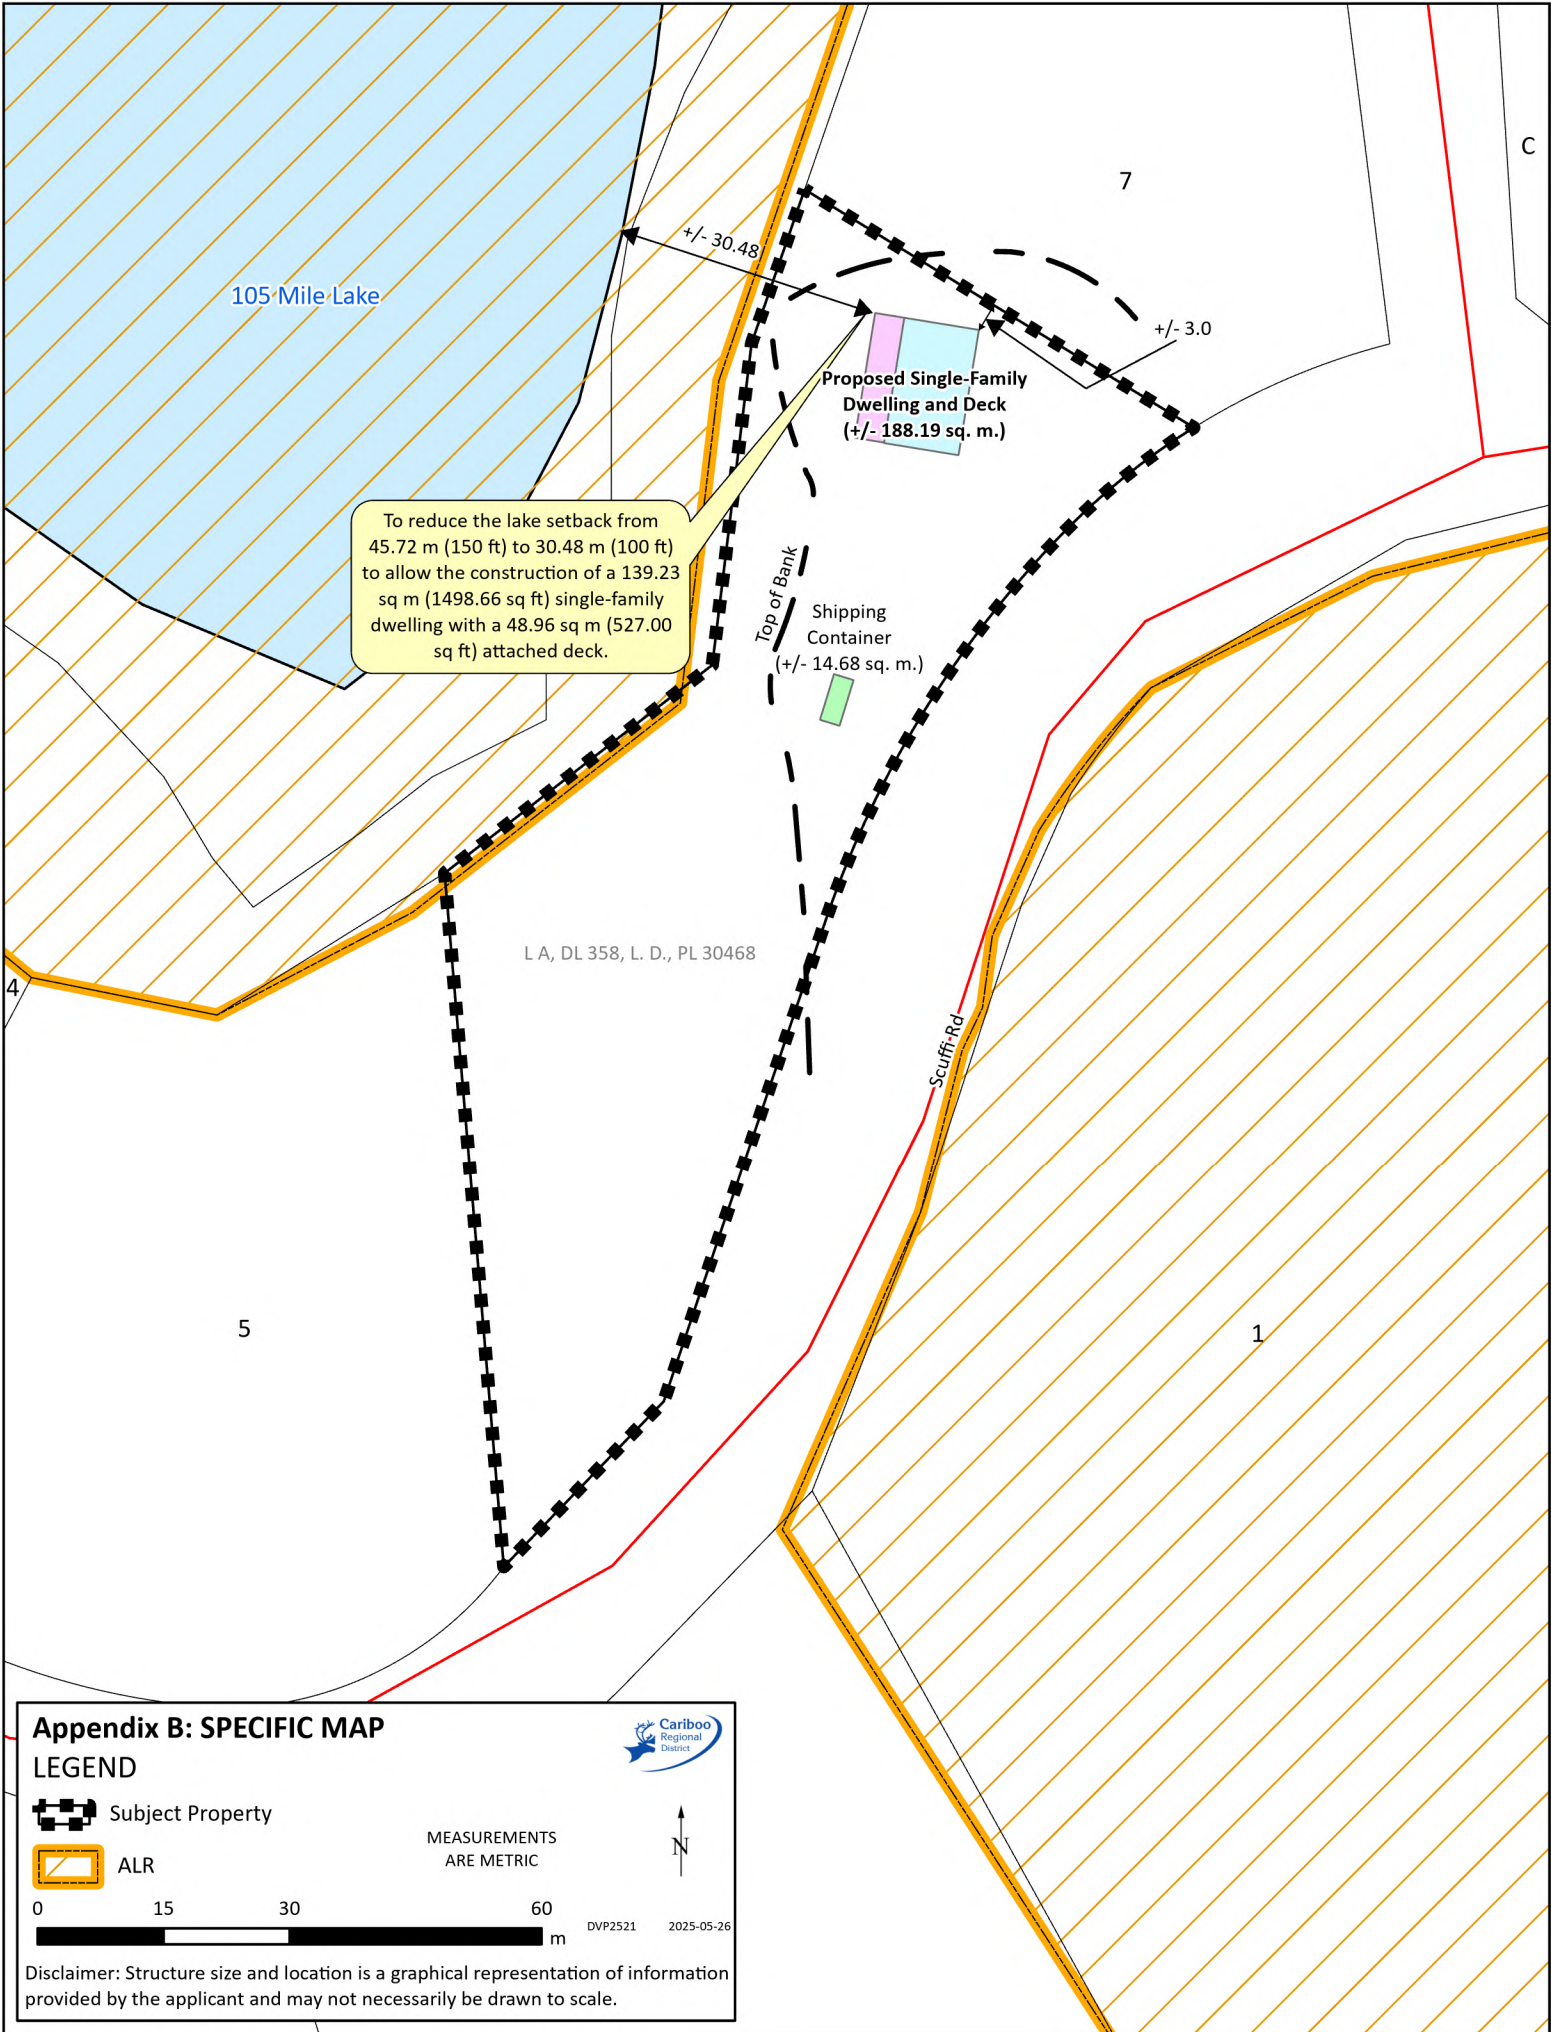 C
7
+/- 30.48
105 Mile Lake
+/- 3.0
Proposed Single-Family
Dwelling and Deck
(+/- 188.19 sq. m.)
To reduce the lake setback from
45.72 m (150 ft) to 30.48 m (100 ft)
to allow the construction of a 139.23
sq m (1498.66 sq ft) single-family
dwelling with a 48.96 sq m (527.00
sq ft) attached deck.
Top of Bank
Shipping
Container
(+/- 14.68 sq. m.)
L A, DL 358, L. D., PL 30468
4
Scuffi Rd
5
1
Appendix B: SPECIFIC MAP
Cariboo
Regional
District
LEGEND
Subject Property
ALR
MEASUREMENTS
ARE METRIC
N
0 15 30 60
m
DVP2521 2025-05-26
Disclaimer: Structure size and location is a graphical representation of information
provided by the applicant and may not necessarily be drawn to scale.